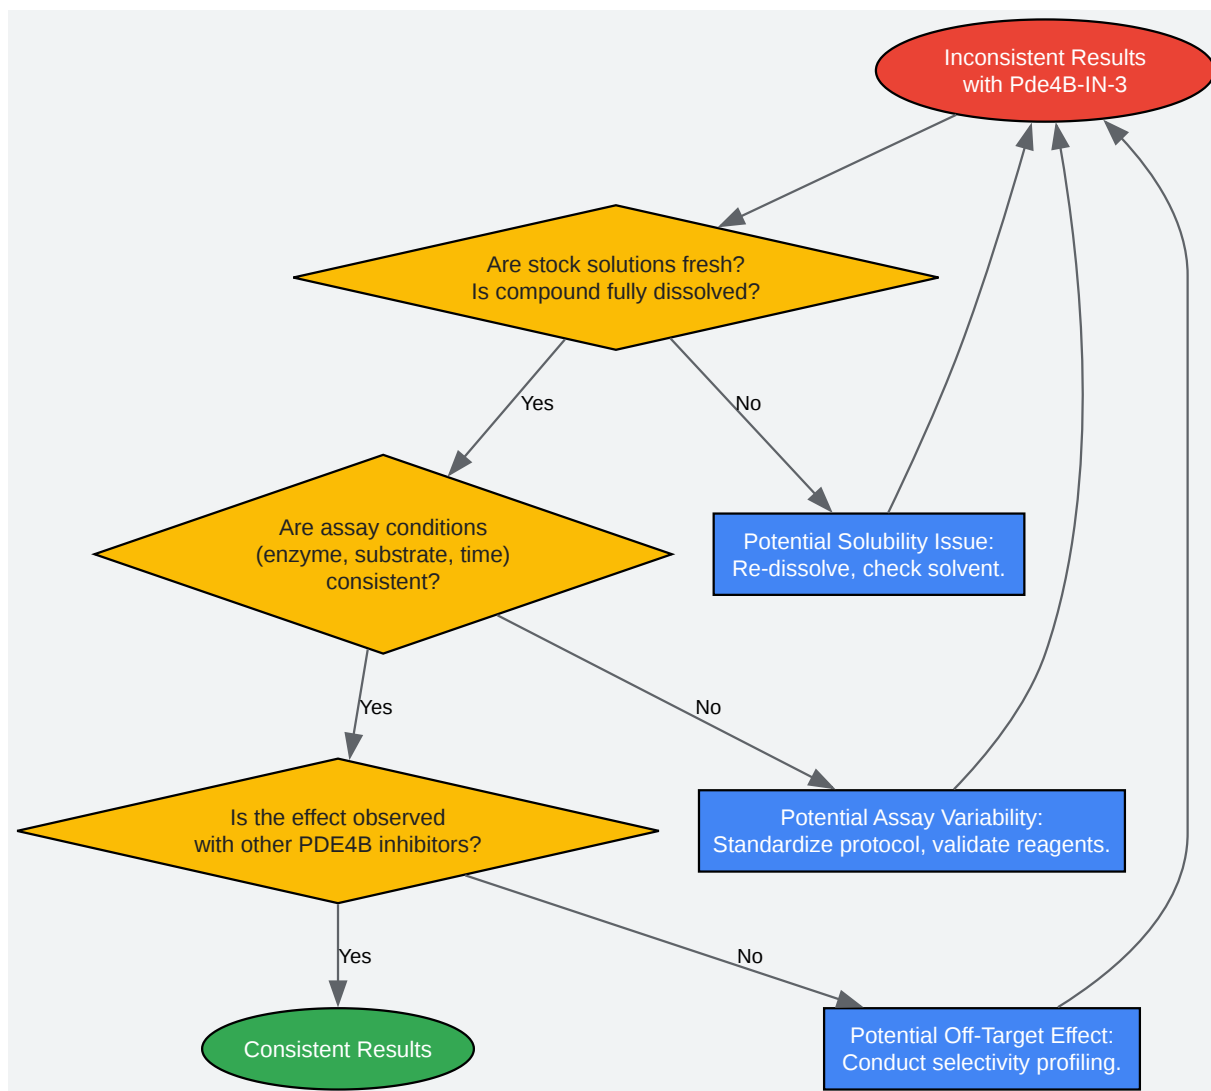 Inconsistent Results
with Pde4B-IN-3
Are stock solutions fresh?
Is compound fully dissolved?
Yes
No
Are assay conditions
(enzyme, substrate, time)
consistent?
Potential Solubility Issue:
Re-dissolve, check solvent.
Yes
No
Is the effect observed
with other PDE4B inhibitors?
Potential Assay Variability:
Standardize protocol, validate reagents.
Yes
No
Consistent Results
Potential Off-Target Effect:
Conduct selectivity profiling.